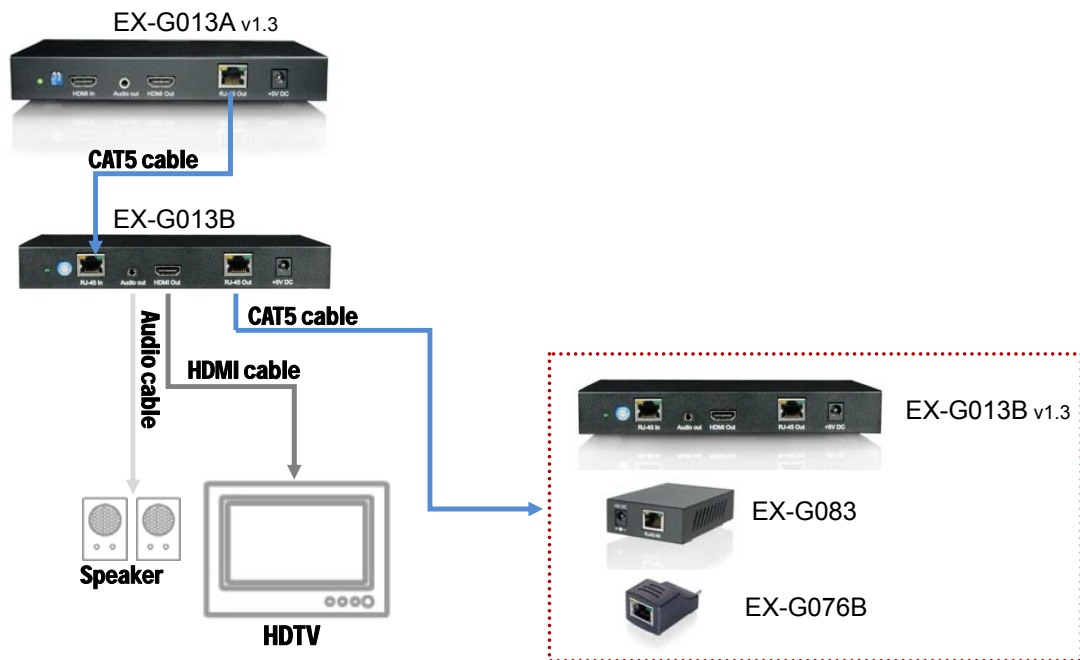 EX-G013A v1.3
HDMI In Audio out HDMI Out RJ-45 Out +5V DC
CAT5 cable
EX-G013B
RJ-45 In Audio out HDMI Out RJ-45 Out +5V DC
CAT5 cable
Audio cable
HDMI cable
RJ-45 In Audio out HDMI Out RJ-45 Out +5V DC
EX-G013B v1.3
EX-G083
EX-G076B
Speaker
HDTV